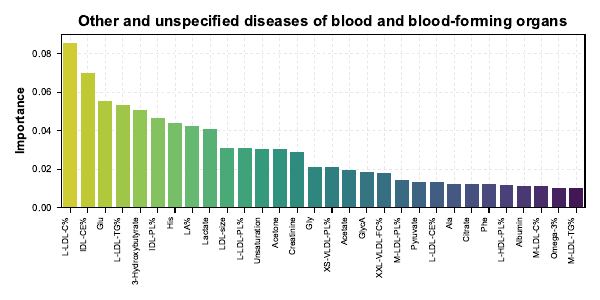 Other and unspecified diseases of blood and blood-forming organs
Importance
0.08
0.06
0.04
0.02
0.00
L-LDL-C%
IDL-CE%
Glu
L-LDL-TG%
3-Hydroxybutyrate
IDL-PL%
His
LA%
Lactate
LDL-size
L-LDL-PL%
Unsaturation
Acetone
Creatinine
Gly
XS-VLDL-PL%
Acetate
GlycA
XXL-VLDL-FC%
M-LDL-PL%
Pyruvate
L-LDL-CE%
Ala
Citrate
Phe
L-HDL-PL%
Albumin
M-LDL-C%
Omega-3%
M-LDL-TG%